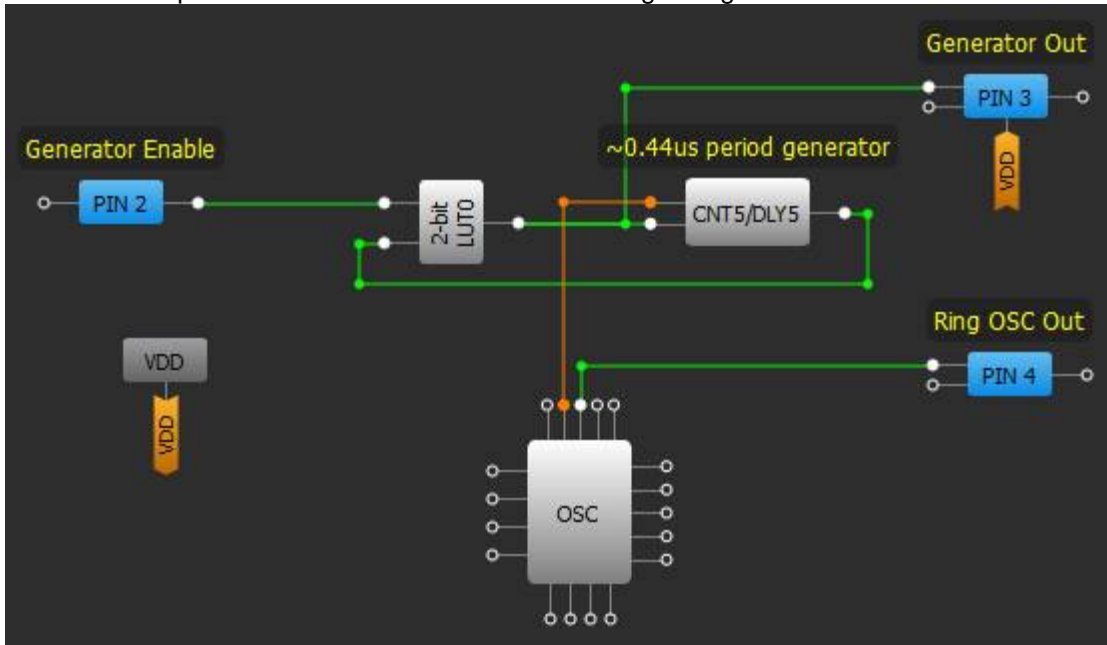 Generator Out
PIN 3
VDD
Generator Enable
~0.44us period generator
PIN 2
2-bit
LUT0
CNT5/DLY5
Ring OSC Out
VDD
PIN 4
VDD
OSC